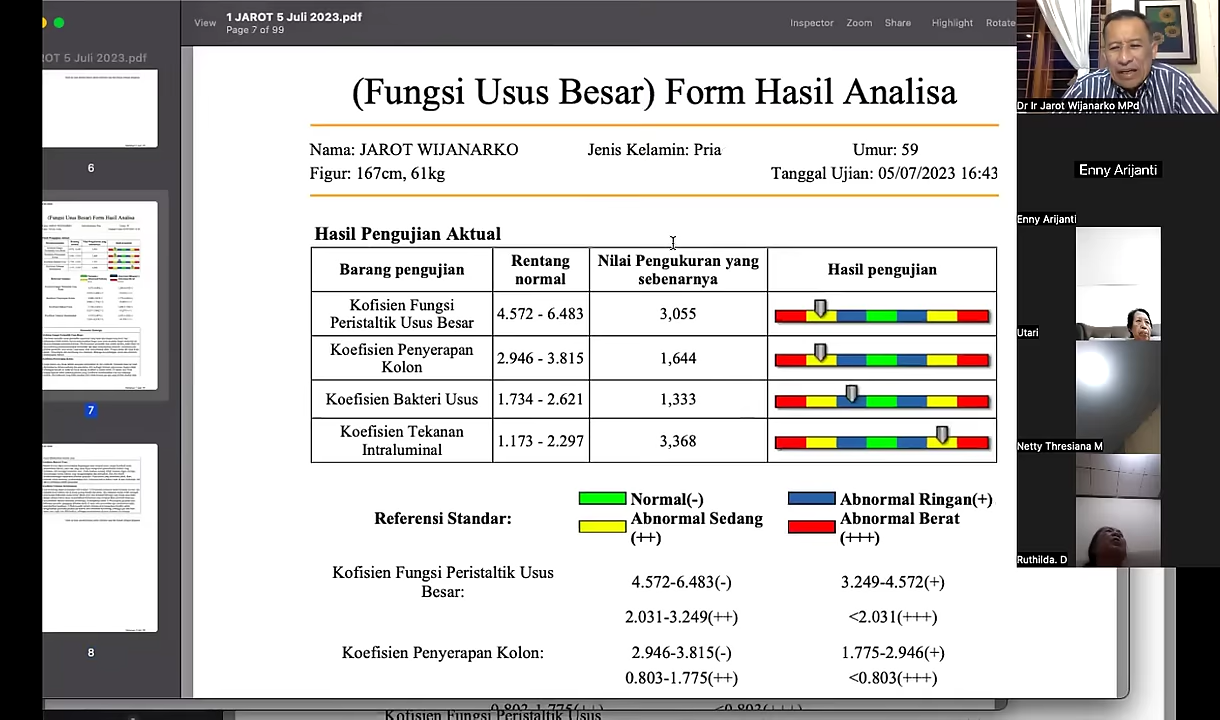 View
1 JAROT 5 Juli 2023.pdf
Page 7 of 99
Inspector
Zoom
Share
Highlight
Rotate
OT 5 Juli 2023.pdf
6
7
8
(Fungsi Usus Besar) Form Hasil Analisa
Nama: JAROT WIJANARKO Jenis Kelamin: Pria Umur: 59
Figur: 167cm, 61kg Tanggal Ujian: 05/07/2023 16:43
Hasil Pengujian Aktual
Barang pengujian Rentang normal Nilai Pengukuran yang sebenarnya Hasil pengujian
Kofisien Fungsi Peristaltik Usus Besar 4.572 - 6.483 3,055
Koefisien Penyerapan Kolon 2.946 - 3.815 1,644
Koefisien Bakteri Usus 1.734 - 2.621 1,333
Koefisien Tekanan Intraluminal 1.173 - 2.297 3,368
Referensi Standar:
Normal(-) Abnormal Ringan(+)
Abnormal Sedang (++) Abnormal Berat (+++)
Kofisien Fungsi Peristaltik Usus Besar:
4.572-6.483(-) 3.249-4.572(+)
2.031-3.249(++) <2.031(+++)
Koefisien Penyerapan Kolon:
2.946-3.815(-) 1.775-2.946(+)
0.803-1.775(++) <0.803(+++)
Kofisien Fungsi Peristaltik Usus
Dr Ir Jarot Wijanarko MPd
Enny Arijanti
Enny Arijanti
Utari
Netty Thresiana M
Ruthilda. D